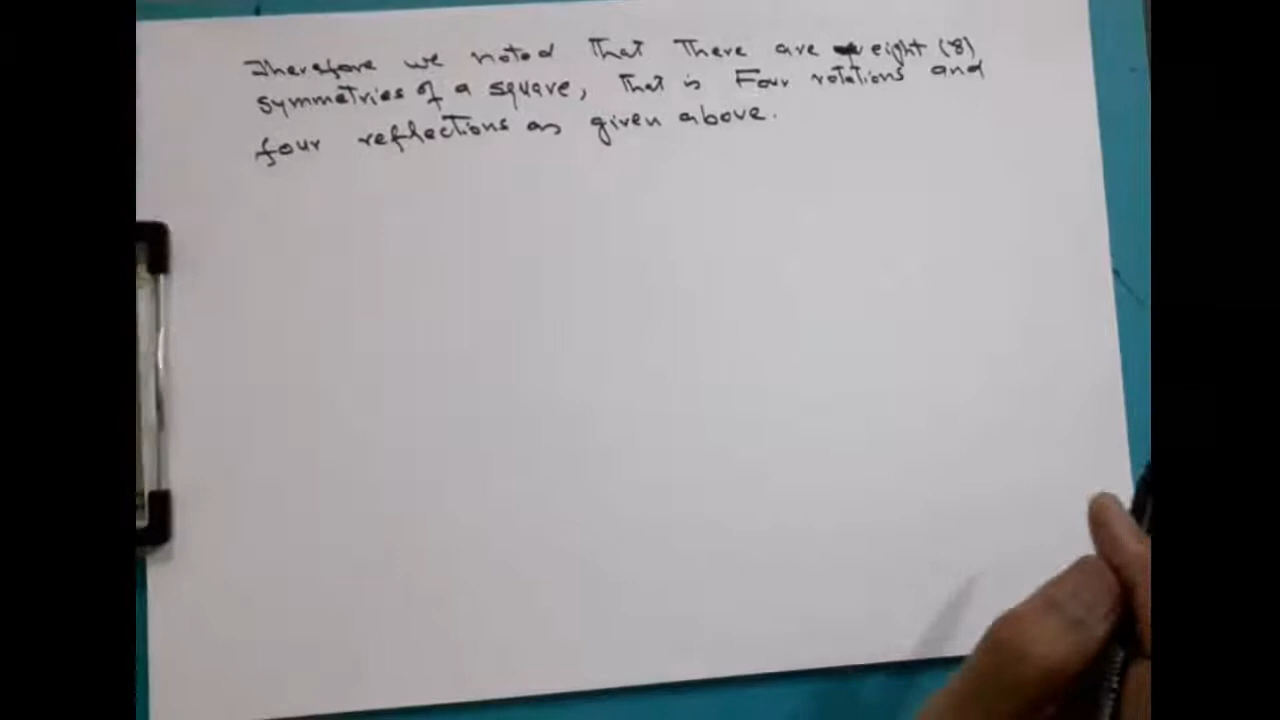 Therefore we noted that there are eight (8)
symmetries of a square, that is Four rotations and
four reflections as given above.